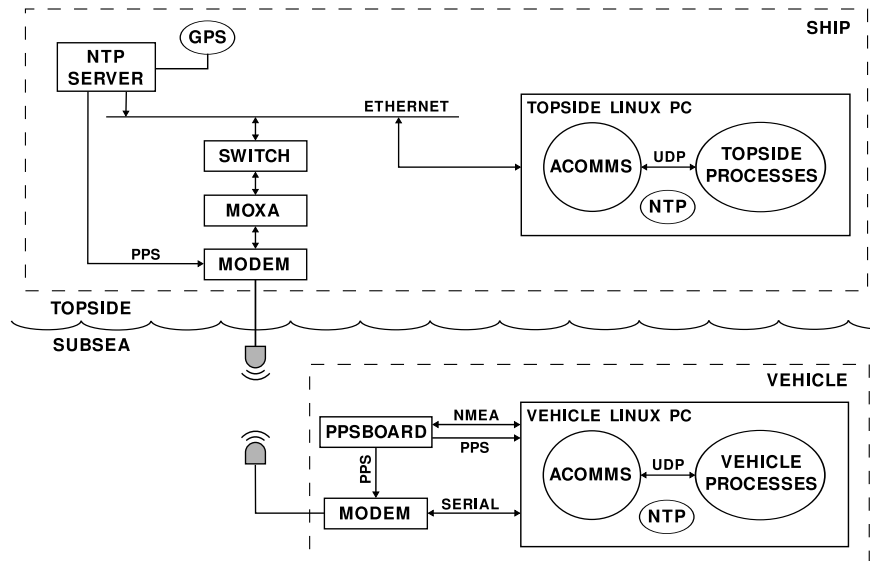 SHIP
GPS
NTP
SERVER
ETHERNET
TOPSIDE LINUX PC
SWITCH
ACOMMS
UDP
TOPSIDE
PROCESSES
MOXA
NTP
PPS
MODEM
TOPSIDE
SUBSEA
VEHICLE
NMEA
VEHICLE LINUX PC
PPSBOARD
PPS
PPS
ACOMMS
UDP
VEHICLE
PROCESSES
MODEM
SERIAL
NTP